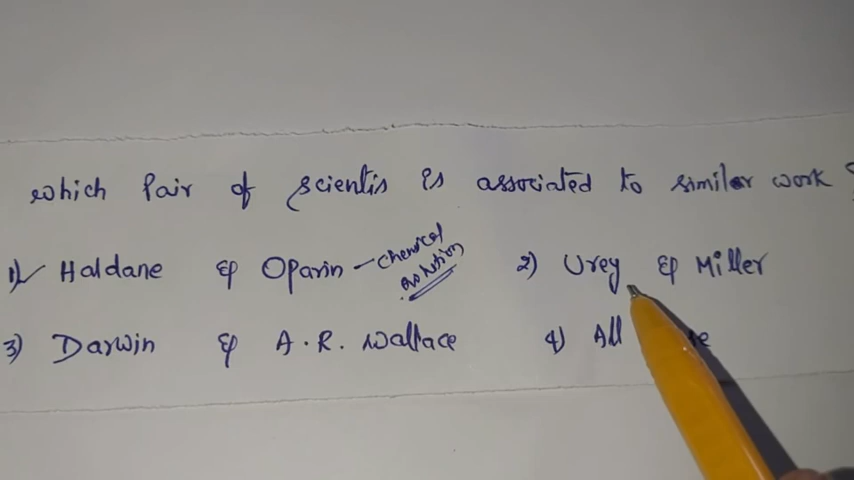 which Pair of scientis is associated to similar work ?
1) Haldane & Oparin - chemical evolution
2) Urey & Miller
3) Darwin & A. R. Wallace
4) All